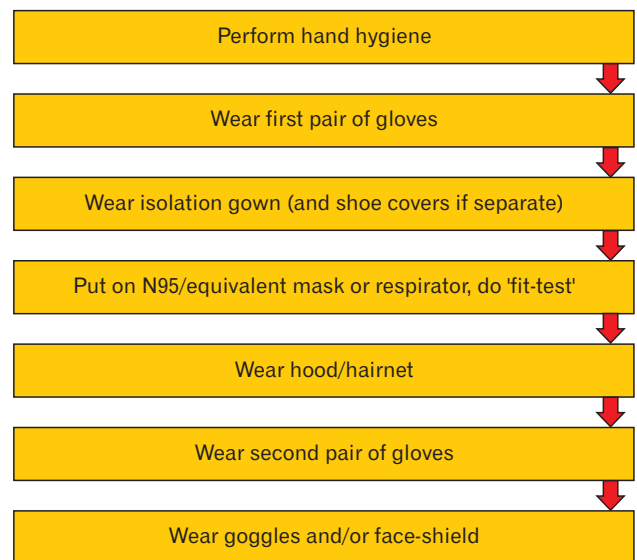 Perform hand hygiene
Wear first pair of gloves
Wear isolation gown (and shoe covers if separate)
Put on N95/equivalent mask or respirator, do 'fit-test'
Wear hood/hairnet
Wear second pair of gloves
Wear goggles and/or face-shield